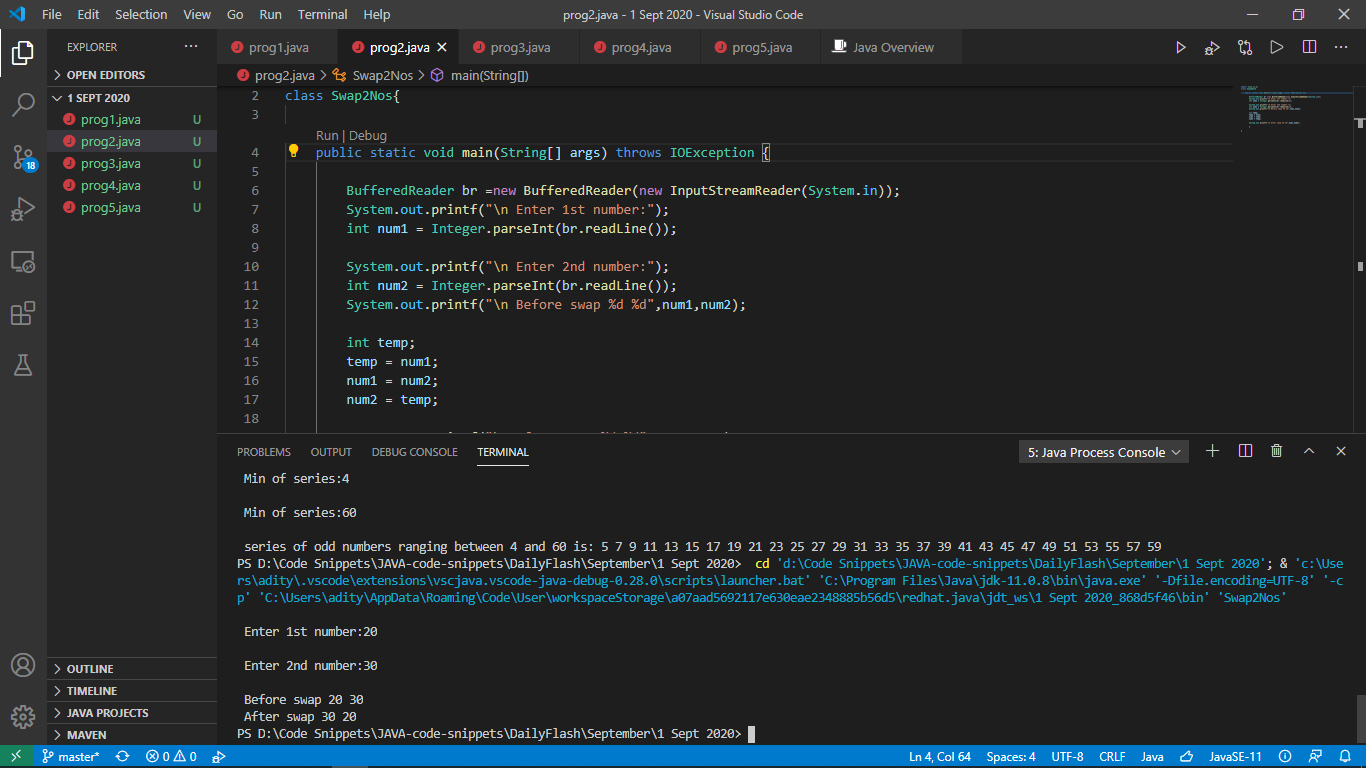 File Edit Selection View Go Run Terminal Help
prog2.java - 1 Sept 2020 - Visual Studio Code
EXPLORER
OPEN EDITORS
1 SEPT 2020
prog1.java U
prog2.java U
prog3.java U
prog4.java U
prog5.java U
18
OUTLINE
TIMELINE
JAVA PROJECTS
MAVEN
prog1.java prog2.java prog3.java prog4.java prog5.java Java Overview
prog2.java > Swap2Nos > main(String[])
2 class Swap2Nos{
3
Run | Debug
4 public static void main(String[] args) throws IOException {
5
6 BufferedReader br =new BufferedReader(new InputStreamReader(System.in));
7 System.out.printf("\n Enter 1st number:");
8 int num1 = Integer.parseInt(br.readLine());
9
10 System.out.printf("\n Enter 2nd number:");
11 int num2 = Integer.parseInt(br.readLine());
12 System.out.printf("\n Before swap %d %d",num1,num2);
13
14 int temp;
15 temp = num1;
16 num1 = num2;
17 num2 = temp;
18
PROBLEMS OUTPUT DEBUG CONSOLE TERMINAL
5: Java Process Console
Min of series:4
Min of series:60
series of odd numbers ranging between 4 and 60 is: 5 7 9 11 13 15 17 19 21 23 25 27 29 31 33 35 37 39 41 43 45 47 49 51 53 55 57 59
PS D:\Code Snippets\JAVA-code-snippets\DailyFlash\September\1 Sept 2020> cd 'd:\Code Snippets\JAVA-code-snippets\DailyFlash\September\1 Sept 2020'; & 'c:\Use
rs\adity\.vscode\extensions\vscjava.vscode-java-debug-0.28.0\scripts\launcher.bat' 'C:\Program Files\Java\jdk-11.0.8\bin\java.exe' '-Dfile.encoding=UTF-8' '-c
p' 'C:\Users\adity\AppData\Roaming\Code\User\workspaceStorage\a07aad5692117e630eae2348885b56d5\redhat.java\jdt_ws\1 Sept 2020_868d5f46\bin' 'Swap2Nos'
Enter 1st number:20
Enter 2nd number:30
Before swap 20 30
After swap 30 20
PS D:\Code Snippets\JAVA-code-snippets\DailyFlash\September\1 Sept 2020>
master* 0 0 Ln 4, Col 64 Spaces: 4 UTF-8 CRLF Java JavaSE-11